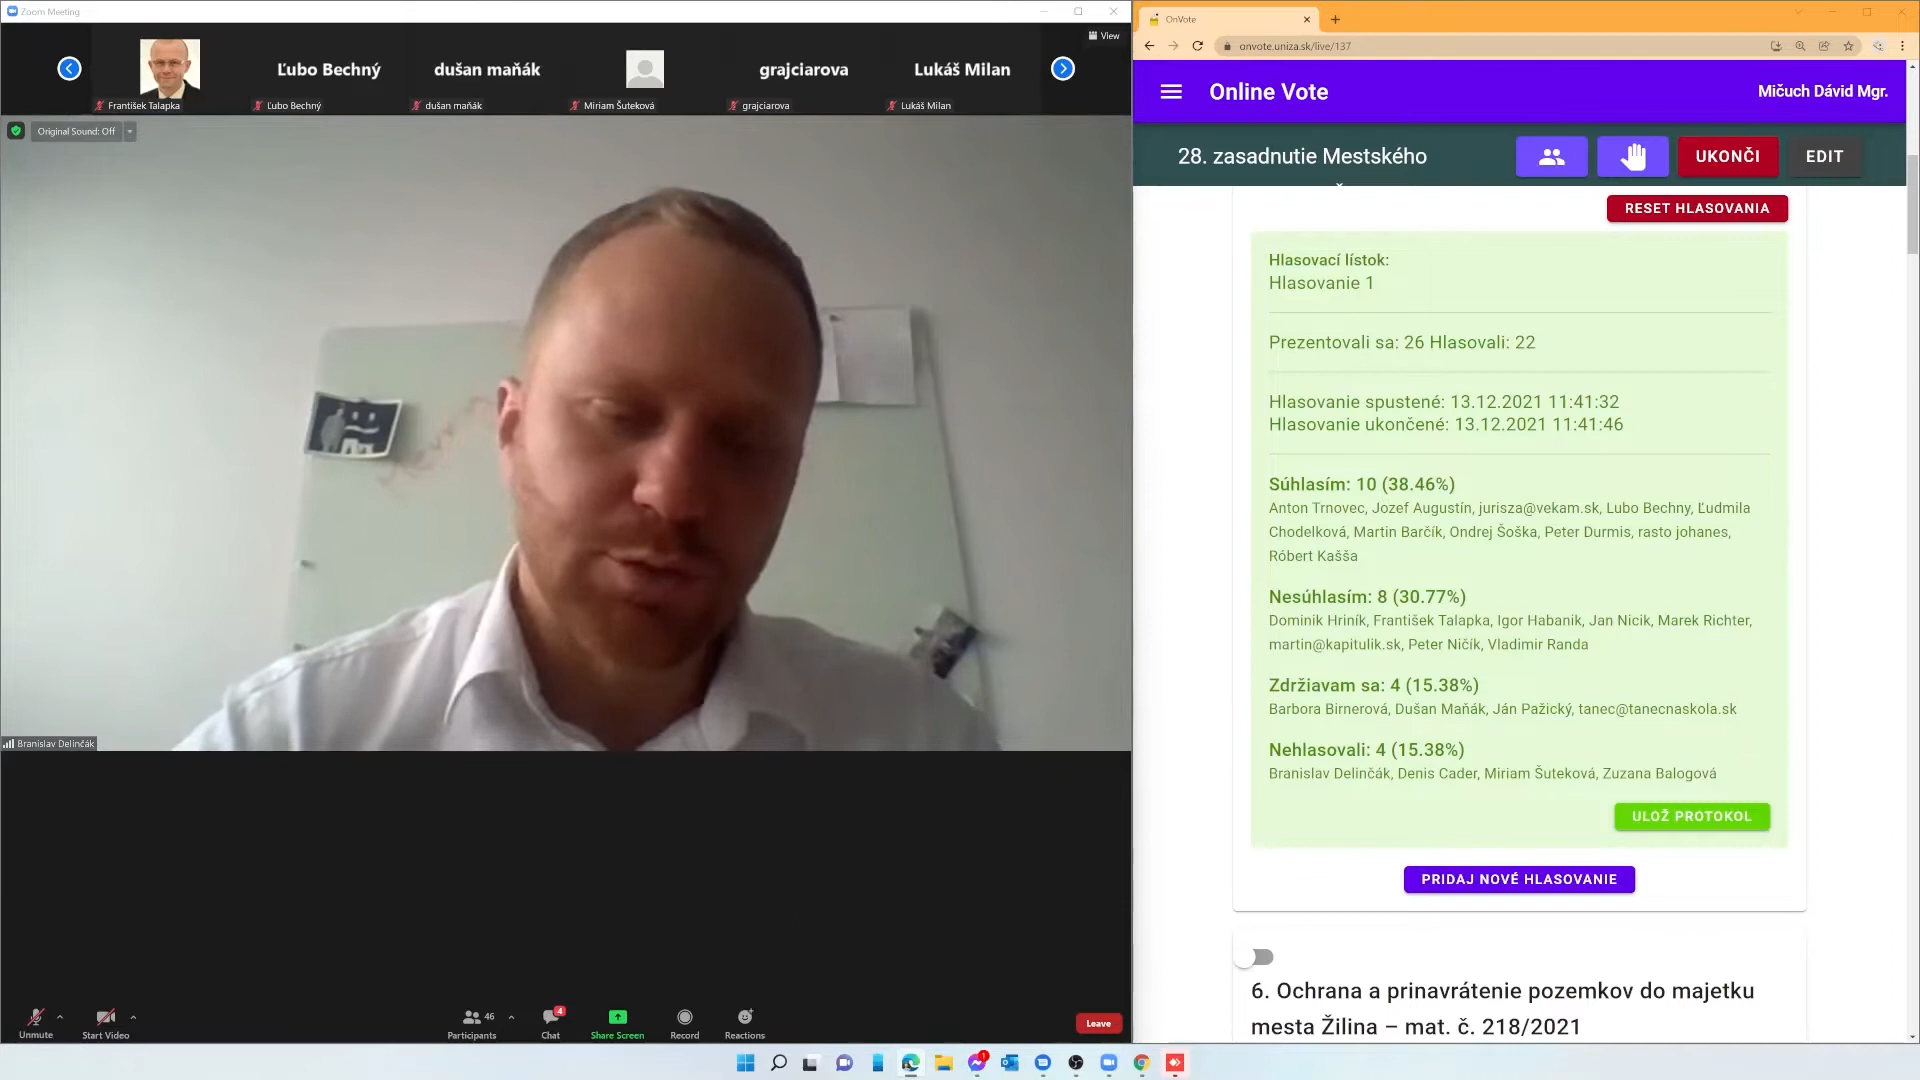 Zoom Meeting
View
Ľubo Bechný
dušan maňák
grajciarova
Lukáš Milan
František Talapka
Ľubo Bechný
dušan maňák
Miriam Šuteková
grajciarova
Lukáš Milan
Original Sound: Off
Branislav Delinčák
Unmute
Start Video
46
Participants
4
Chat
Share Screen
Record
Reactions
Leave
OnVote
onvote.uniza.sk/live/137
Online Vote
Mičuch Dávid Mgr.
28. zasadnutie Mestského
UKONČI
EDIT
RESET HLASOVANIA
Hlasovací lístok:
Hlasovanie 1
Prezentovali sa: 26 Hlasovali: 22
Hlasovanie spustené: 13.12.2021 11:41:32
Hlasovanie ukončené: 13.12.2021 11:41:46
Súhlasím: 10 (38.46%)
Anton Trnovec, Jozef Augustín, jurisza@vekam.sk, Lubo Bechny, Ľudmila
Chodelková, Martin Barčík, Ondrej Šoška, Peter Durmis, rasto johanes,
Róbert Kašša
Nesúhlasím: 8 (30.77%)
Dominik Hriník, František Talapka, Igor Habanik, Jan Nicik, Marek Richter,
martin@kapitulik.sk, Peter Ničík, Vladimir Randa
Zdržiavam sa: 4 (15.38%)
Barbora Birnerová, Dušan Maňák, Ján Pažický, tanec@tanecnaskola.sk
Nehlasovali: 4 (15.38%)
Branislav Delinčák, Denis Cader, Miriam Šuteková, Zuzana Balogová
ULOŽ PROTOKOL
PRIDAJ NOVÉ HLASOVANIE
6. Ochrana a prinavrátenie pozemkov do majetku
mesta Žilina – mat. č. 218/2021
1